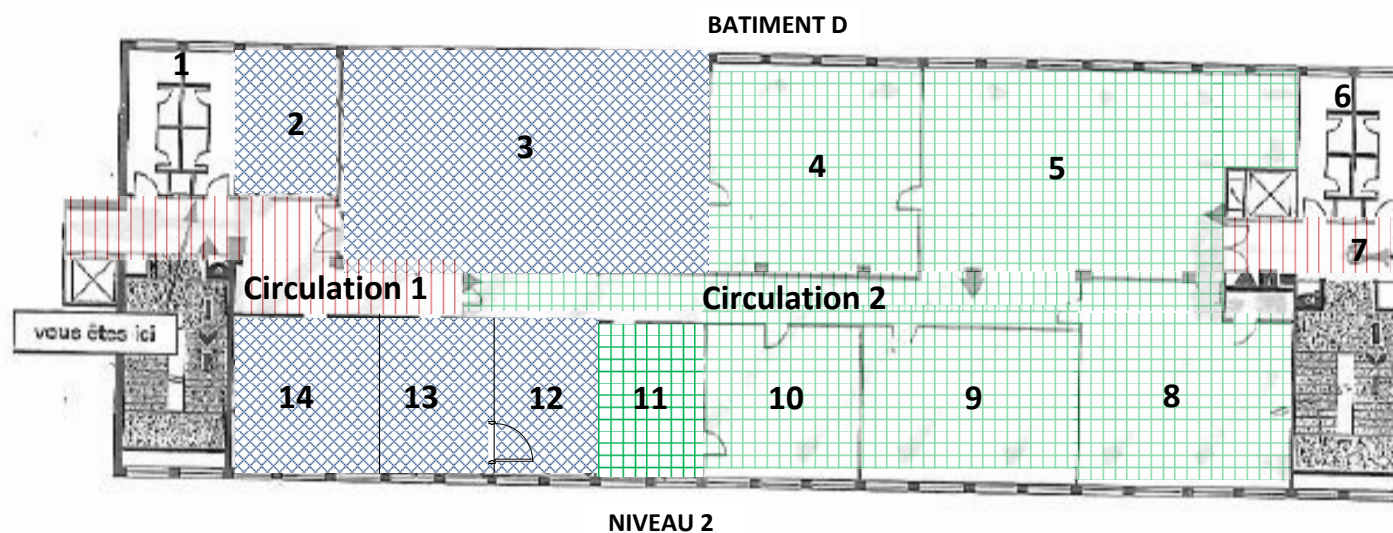 BATIMENT D
1
2
3
4
5
6
7
Circulation 1
Circulation 2
vous êtes ici
14
13
12
11
10
9
8
NIVEAU 2